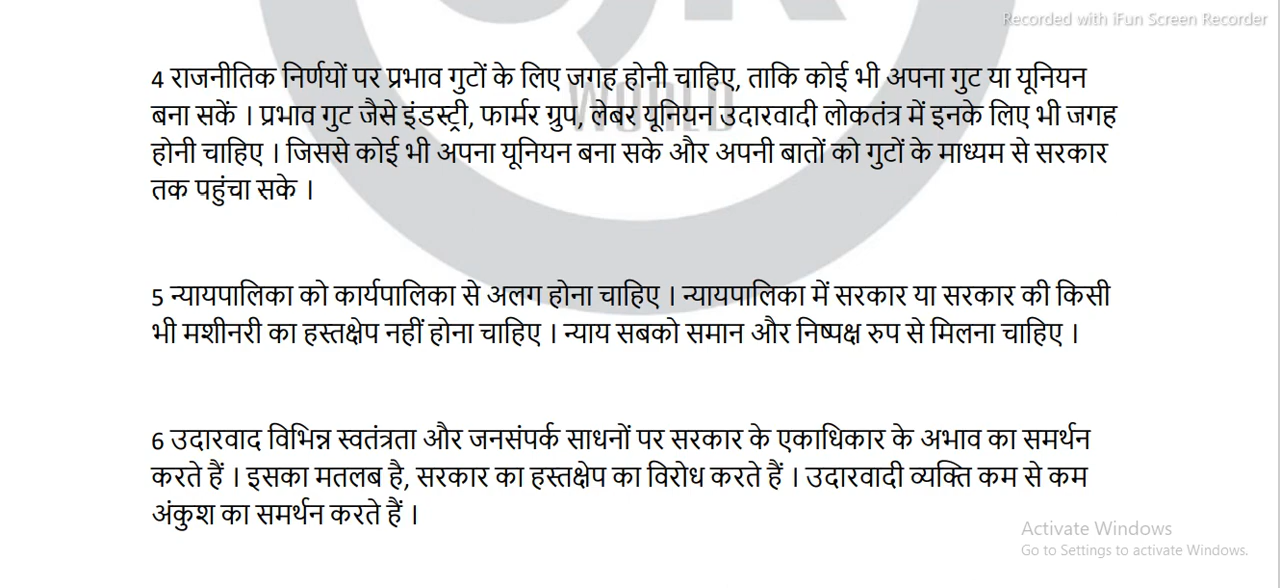 Recorded with iFun Screen Recorder
WORLD
4 राजनीतिक निर्णयों पर प्रभाव गुटों के लिए जगह होनी चाहिए, ताकि कोई भी अपना गुट या यूनियन
बना सकें । प्रभाव गुट जैसे इंडस्ट्री, फार्मर ग्रुप, लेबर यूनियन उदारवादी लोकतंत्र में इनके लिए भी जगह
होनी चाहिए । जिससे कोई भी अपना यूनियन बना सके और अपनी बातों को गुटों के माध्यम से सरकार
तक पहुंचा सके ।
5 न्यायपालिका को कार्यपालिका से अलग होना चाहिए । न्यायपालिका में सरकार या सरकार की किसी
भी मशीनरी का हस्तक्षेप नहीं होना चाहिए । न्याय सबको समान और निष्पक्ष रुप से मिलना चाहिए ।
6 उदारवाद विभिन्न स्वतंत्रता और जनसंपर्क साधनों पर सरकार के एकाधिकार के अभाव का समर्थन
करते हैं । इसका मतलब है, सरकार का हस्तक्षेप का विरोध करते हैं । उदारवादी व्यक्ति कम से कम
अंकुश का समर्थन करते हैं ।
Activate Windows
Go to Settings to activate Windows.